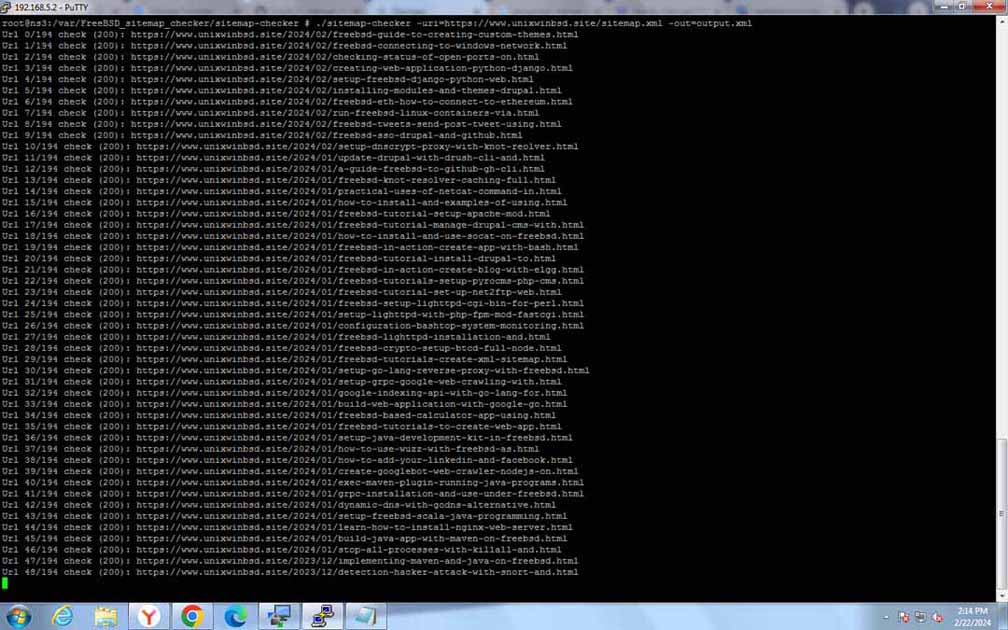 192.168.5.2 - PuTTY
root@ns3:/var/FreeBSD_sitemap_checker/sitemap-checker # ./sitemap-checker -uri=https://www.unixwinbsd.site/sitemap.xml -out=output.xml
Url 0/194 check (200): https://www.unixwinbsd.site/2024/02/freebsd-guide-to-creating-custom-themes.html
Url 1/194 check (200): https://www.unixwinbsd.site/2024/02/freebsd-connecting-to-windows-network.html
Url 2/194 check (200): https://www.unixwinbsd.site/2024/02/checking-status-of-open-ports-on.html
Url 3/194 check (200): https://www.unixwinbsd.site/2024/02/creating-web-application-python-django.html
Url 4/194 check (200): https://www.unixwinbsd.site/2024/02/setup-freebsd-django-python-web.html
Url 5/194 check (200): https://www.unixwinbsd.site/2024/02/installing-modules-and-themes-drupal.html
Url 6/194 check (200): https://www.unixwinbsd.site/2024/02/freebsd-eth-how-to-connect-to-ethereum.html
Url 7/194 check (200): https://www.unixwinbsd.site/2024/02/run-freebsd-linux-containers-via.html
Url 8/194 check (200): https://www.unixwinbsd.site/2024/02/freebsd-tweets-send-post-tweet-using.html
Url 9/194 check (200): https://www.unixwinbsd.site/2024/02/freebsd-sso-drupal-and-github.html
Url 10/194 check (200): https://www.unixwinbsd.site/2024/02/setup-dnscrypt-proxy-with-knot-reolver.html
Url 11/194 check (200): https://www.unixwinbsd.site/2024/01/update-drupal-with-drush-cli-and.html
Url 12/194 check (200): https://www.unixwinbsd.site/2024/01/a-guide-freebsd-to-github-gh-cli.html
Url 13/194 check (200): https://www.unixwinbsd.site/2024/01/freebsd-knot-resolver-caching-full.html
Url 14/194 check (200): https://www.unixwinbsd.site/2024/01/practical-uses-of-netcat-command-in.html
Url 15/194 check (200): https://www.unixwinbsd.site/2024/01/how-to-install-and-examples-of-using.html
Url 16/194 check (200): https://www.unixwinbsd.site/2024/01/freebsd-tutorial-setup-apache-mod.html
Url 17/194 check (200): https://www.unixwinbsd.site/2024/01/freebsd-tutorial-manage-drupal-cms-with.html
Url 18/194 check (200): https://www.unixwinbsd.site/2024/01/how-to-install-and-use-socat-on-freebsd.html
Url 19/194 check (200): https://www.unixwinbsd.site/2024/01/freebsd-in-action-create-app-with-bash.html
Url 20/194 check (200): https://www.unixwinbsd.site/2024/01/freebsd-tutorial-install-drupal-to.html
Url 21/194 check (200): https://www.unixwinbsd.site/2024/01/freebsd-in-action-create-blog-with-elgg.html
Url 22/194 check (200): https://www.unixwinbsd.site/2024/01/freebsd-tutorials-setup-pyrocms-php-cms.html
Url 23/194 check (200): https://www.unixwinbsd.site/2024/01/freebsd-tutorial-set-up-net2ftp-web.html
Url 24/194 check (200): https://www.unixwinbsd.site/2024/01/freebsd-setup-lighttpd-cgi-bin-for-perl.html
Url 25/194 check (200): https://www.unixwinbsd.site/2024/01/setup-lighttpd-with-php-fpm-mod-fastcgi.html
Url 26/194 check (200): https://www.unixwinbsd.site/2024/01/configuration-bashtop-system-monitoring.html
Url 27/194 check (200): https://www.unixwinbsd.site/2024/01/freebsd-lighttpd-installation-and.html
Url 28/194 check (200): https://www.unixwinbsd.site/2024/01/freebsd-crypto-setup-btcd-full-node.html
Url 29/194 check (200): https://www.unixwinbsd.site/2024/01/freebsd-tutorials-create-xml-sitemap.html
Url 30/194 check (200): https://www.unixwinbsd.site/2024/01/setup-go-lang-reverse-proxy-with-freebsd.html
Url 31/194 check (200): https://www.unixwinbsd.site/2024/01/setup-grpc-google-web-crawling-with.html
Url 32/194 check (200): https://www.unixwinbsd.site/2024/01/google-indexing-api-with-go-lang-for.html
Url 33/194 check (200): https://www.unixwinbsd.site/2024/01/build-web-application-with-google-go.html
Url 34/194 check (200): https://www.unixwinbsd.site/2024/01/freebsd-based-calculator-app-using.html
Url 35/194 check (200): https://www.unixwinbsd.site/2024/01/freebsd-tutorials-to-create-web-app.html
Url 36/194 check (200): https://www.unixwinbsd.site/2024/01/setup-java-development-kit-in-freebsd.html
Url 37/194 check (200): https://www.unixwinbsd.site/2024/01/how-to-use-wuzz-with-freebsd-as.html
Url 38/194 check (200): https://www.unixwinbsd.site/2024/01/how-to-add-your-linkedin-and-facebook.html
Url 39/194 check (200): https://www.unixwinbsd.site/2024/01/create-googlebot-web-crawler-nodejs-on.html
Url 40/194 check (200): https://www.unixwinbsd.site/2024/01/exec-maven-plugin-running-java-programs.html
Url 41/194 check (200): https://www.unixwinbsd.site/2024/01/grpc-installation-and-use-under-freebsd.html
Url 42/194 check (200): https://www.unixwinbsd.site/2024/01/dynamic-dns-with-godns-alternative.html
Url 43/194 check (200): https://www.unixwinbsd.site/2024/01/setup-freebsd-scala-java-programming.html
Url 44/194 check (200): https://www.unixwinbsd.site/2024/01/learn-how-to-install-nginx-web-server.html
Url 45/194 check (200): https://www.unixwinbsd.site/2024/01/build-java-app-with-maven-on-freebsd.html
Url 46/194 check (200): https://www.unixwinbsd.site/2024/01/stop-all-processes-with-killall-and.html
Url 47/194 check (200): https://www.unixwinbsd.site/2023/12/implementing-maven-and-java-on-freebsd.html
Url 48/194 check (200): https://www.unixwinbsd.site/2023/12/detection-hacker-attack-with-snort-and.html
2:14 PM
2/22/2024